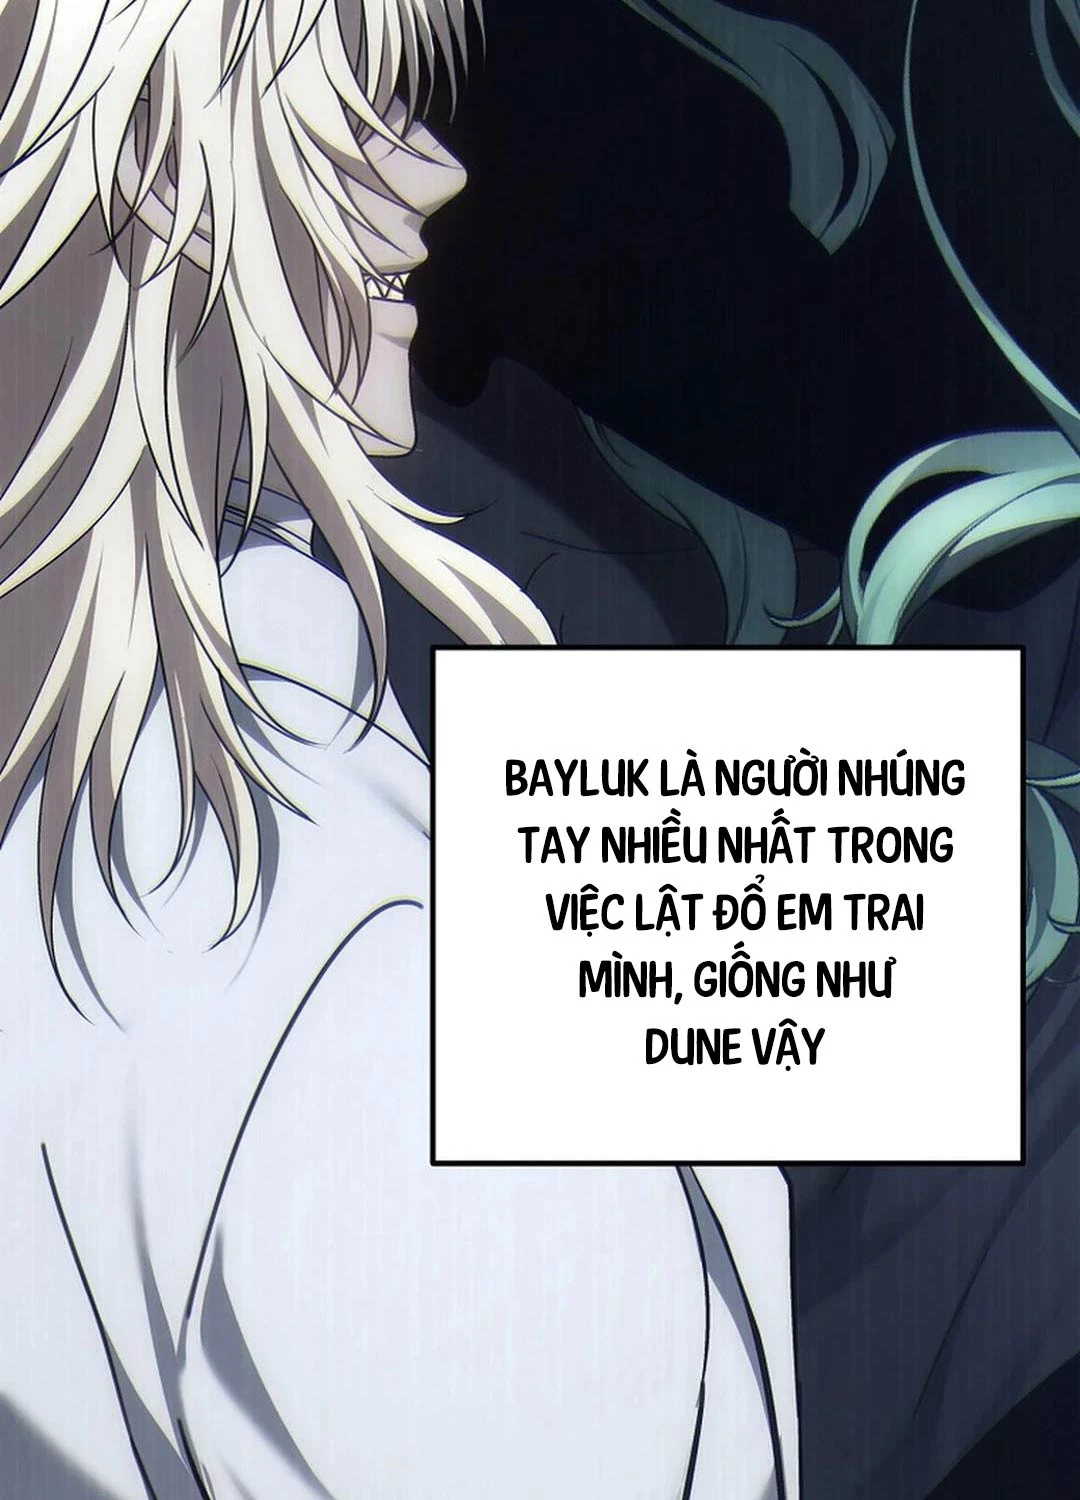 BAYLUK LÀ NGƯỜI NHÚNG
TAY NHIỀU NHẤT TRONG
VIỆC LẬT ĐỔ EM TRAI
MÌNH, GIỐNG NHƯ
DUNE VẬY